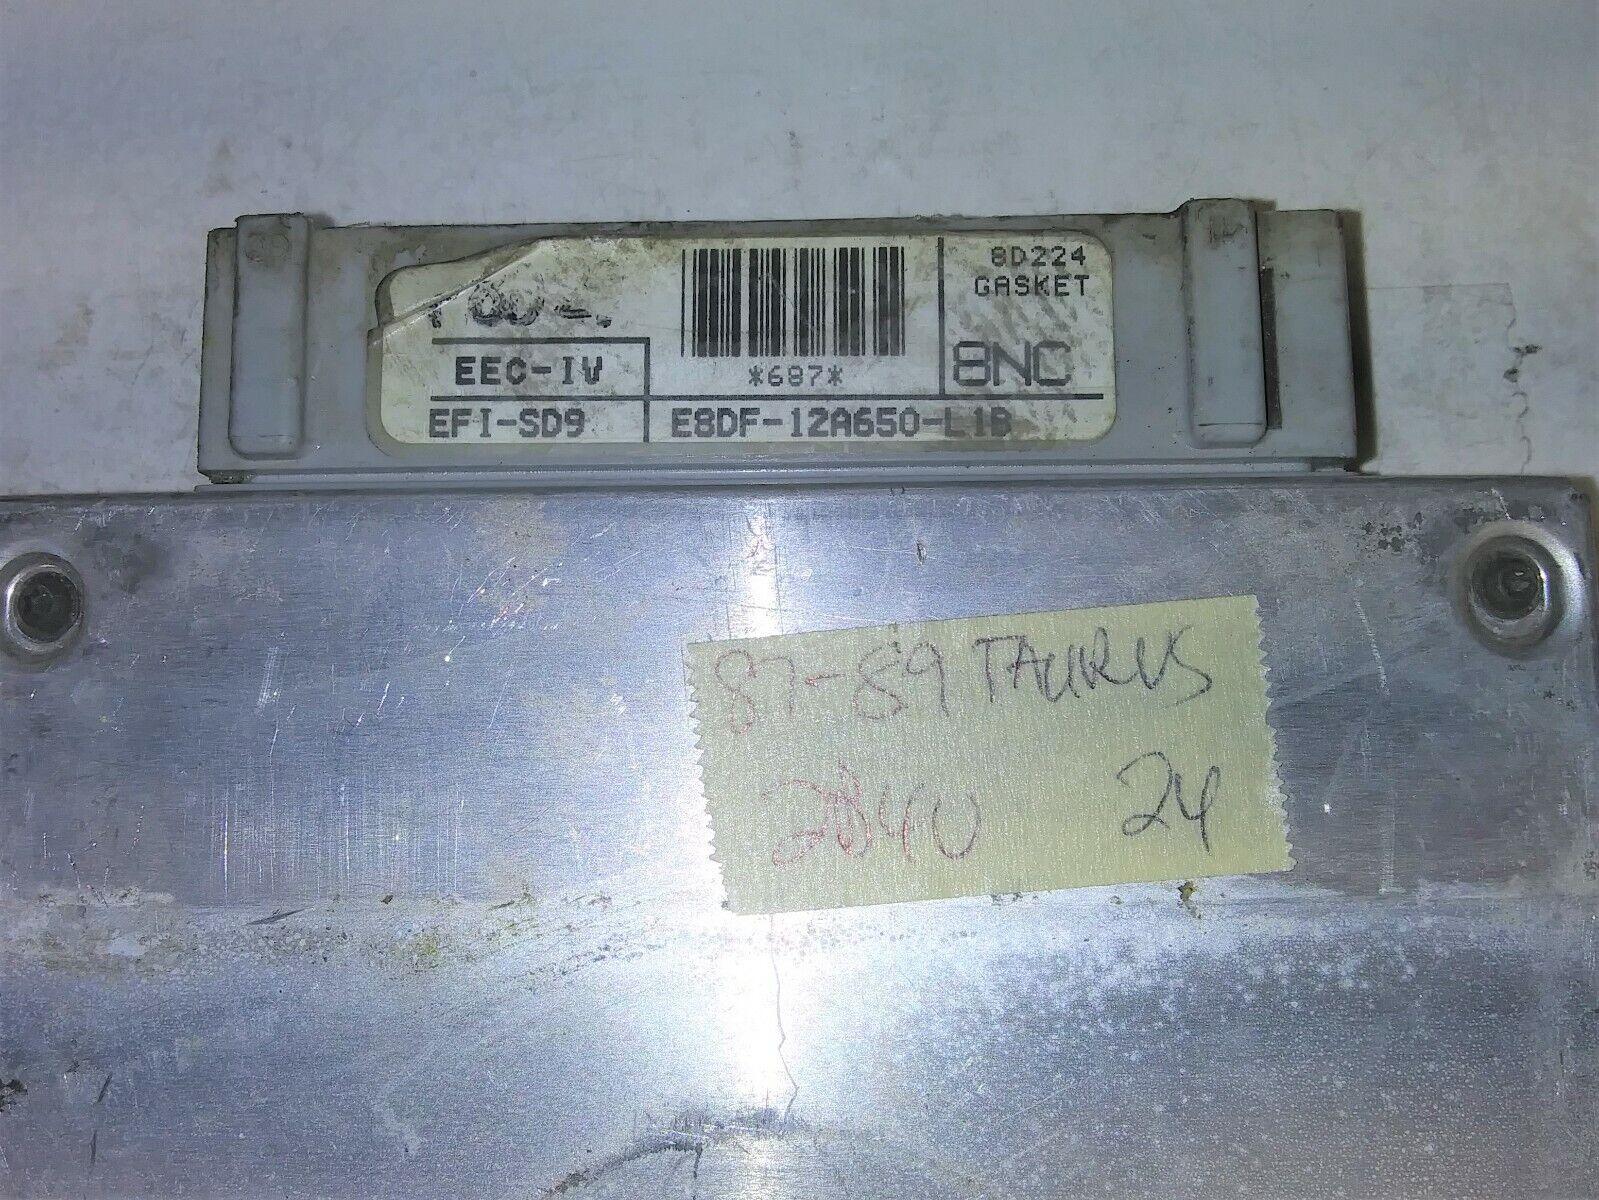 8D224
GASKET
EEC-IV
*687*
8NC
EFI-SD9
E8DF-12A650-L1B
87-89 TAURUS
24